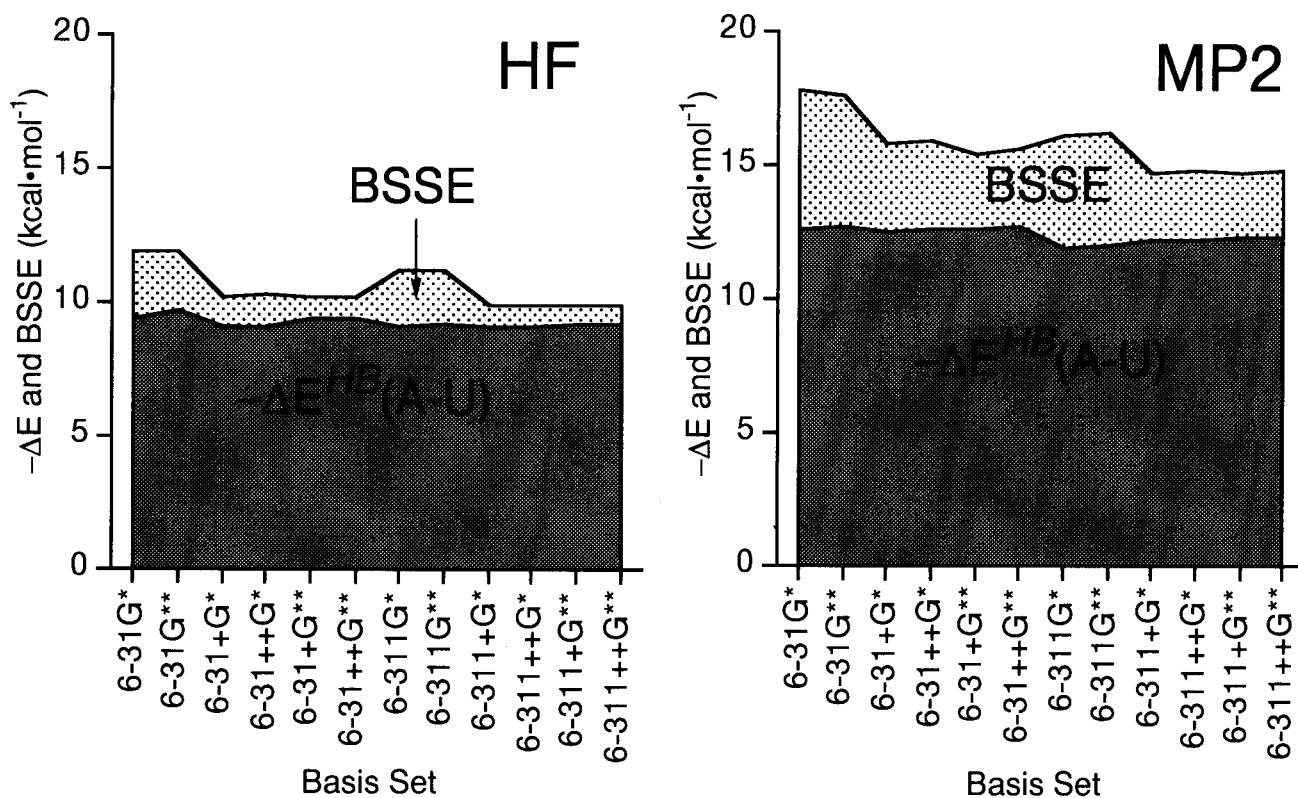 HF
−ΔE and BSSE (kcal•mol⁻¹)
20
15
10
5
0
BSSE
−ΔE^HB(A-U)
6-31G*
6-31G**
6-31+G*
6-31++G*
6-31+G**
6-31++G**
6-311G*
6-311G**
6-311+G*
6-311++G*
6-311+G**
6-311++G**
Basis Set
MP2
−ΔE and BSSE (kcal•mol⁻¹)
20
15
10
5
0
BSSE
−ΔE^HB(A-U)
6-31G*
6-31G**
6-31+G*
6-31++G*
6-31+G**
6-31++G**
6-311G*
6-311G**
6-311+G*
6-311++G*
6-311+G**
6-311++G**
Basis Set